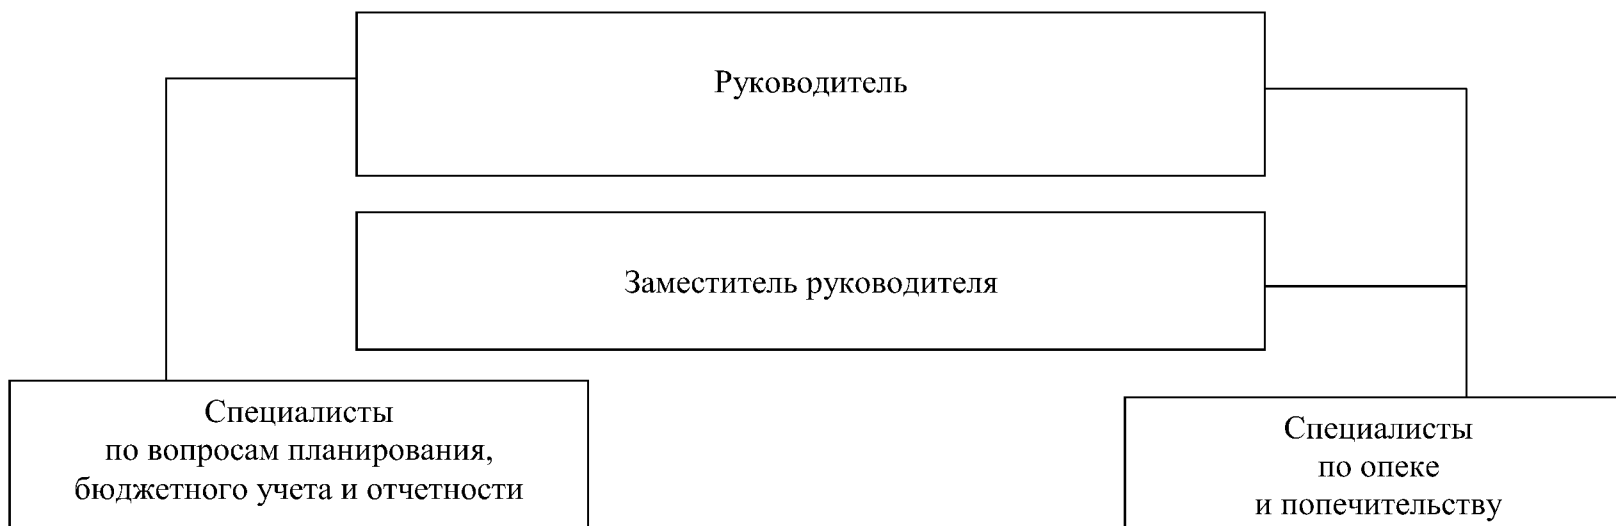 Руководитель
Заместитель руководителя
Специалисты
по вопросам планирования,
бюджетного учета и отчетности
Специалисты
по опеке
и попечительству